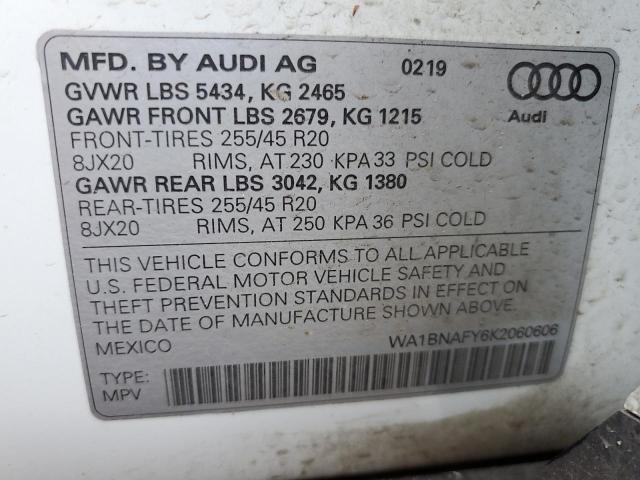 MFD. BY AUDI AG 0219
GVWR LBS 5434, KG 2465
GAWR FRONT LBS 2679, KG 1215
Audi
FRONT-TIRES 255/45 R20
8JX20 RIMS, AT 230 KPA 33 PSI COLD
GAWR REAR LBS 3042, KG 1380
REAR-TIRES 255/45 R20
8JX20 RIMS, AT 250 KPA 36 PSI COLD
THIS VEHICLE CONFORMS TO ALL APPLICABLE
U.S. FEDERAL MOTOR VEHICLE SAFETY AND
THEFT PREVENTION STANDARDS IN EFFECT ON
THE DATE OF MANUFACTURE SHOWN ABOVE.
MEXICO WA1BNAFY6K2060606
TYPE:
MPV